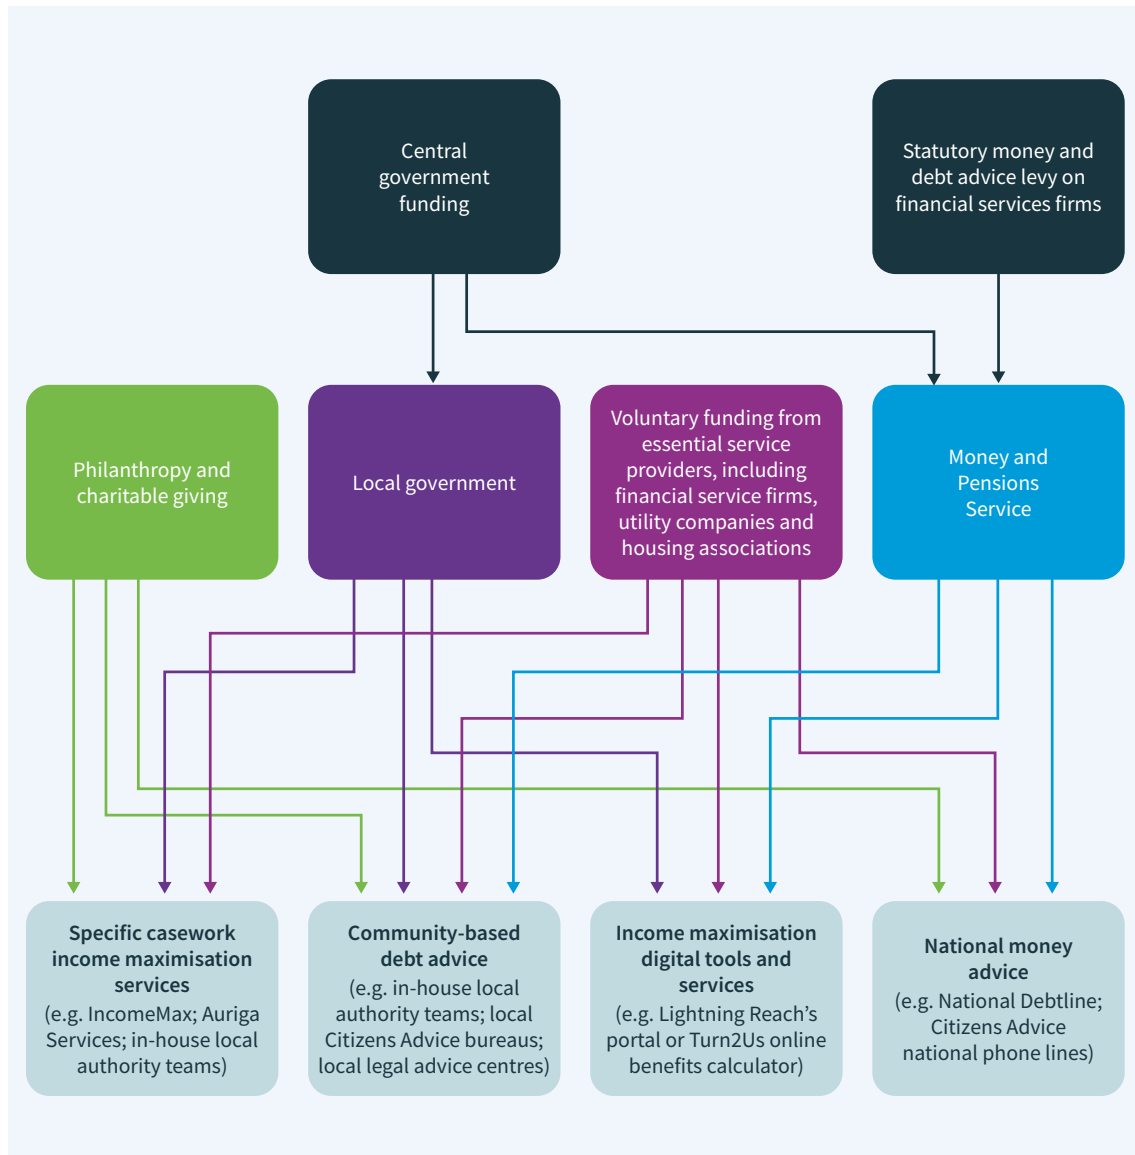 Central
government
funding
Statutory money and
debt advice levy on
financial services firms
Philanthropy and
charitable giving
Local government
Voluntary funding from
essential service
providers, including
financial service firms,
utility companies and
housing associations
Money and
Pensions
Service
Specific casework
income maximisation
services
(e.g. IncomeMax; Auriga
Services; in-house local
authority teams)
Community-based
debt advice
(e.g. in-house local
authority teams; local
Citizens Advice bureaus;
local legal advice centres)
Income maximisation
digital tools and
services
(e.g. Lightning Reach’s
portal or Turn2Us online
benefits calculator)
National money
advice
(e.g. National Debtline;
Citizens Advice
national phone lines)